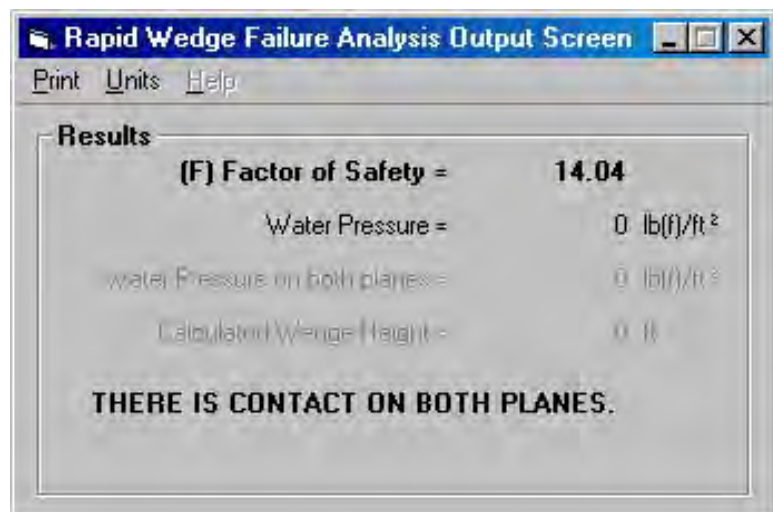 Rapid Wedge Failure Analysis Output Screen
Print Units Help
Results
(F) Factor of Safety = 14.04
Water Pressure = 0 lb(f)/ft²
water Pressure on both planes = 0 lb(f)/ft²
Calculated Wedge Height = 0 ft
THERE IS CONTACT ON BOTH PLANES.